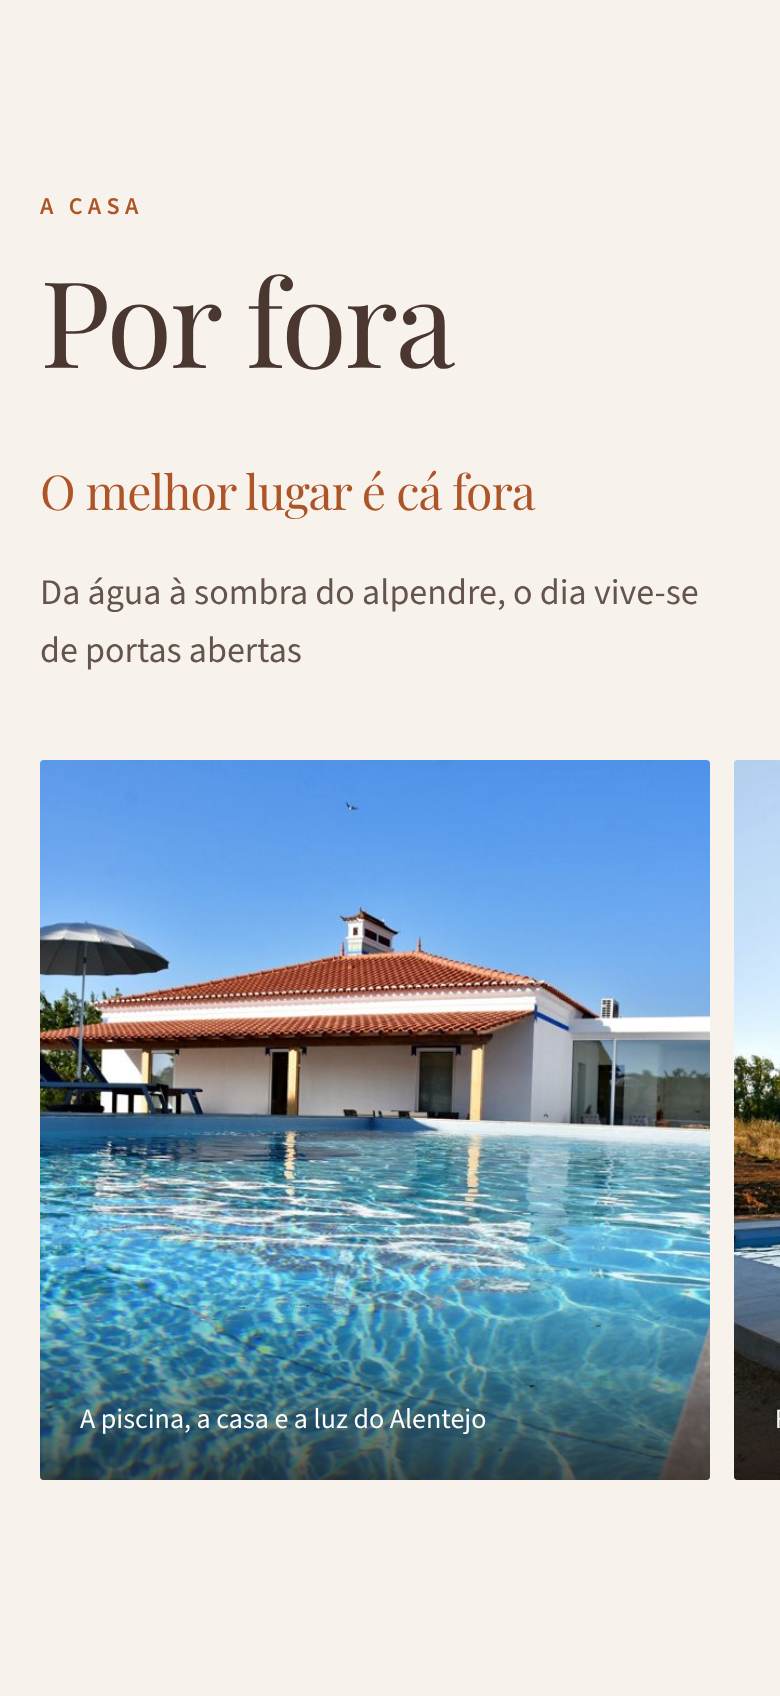 A CASA
Por fora
O melhor lugar é cá fora
Da água à sombra do alpendre, o dia vive-se
de portas abertas
A piscina, a casa e a luz do Alentejo